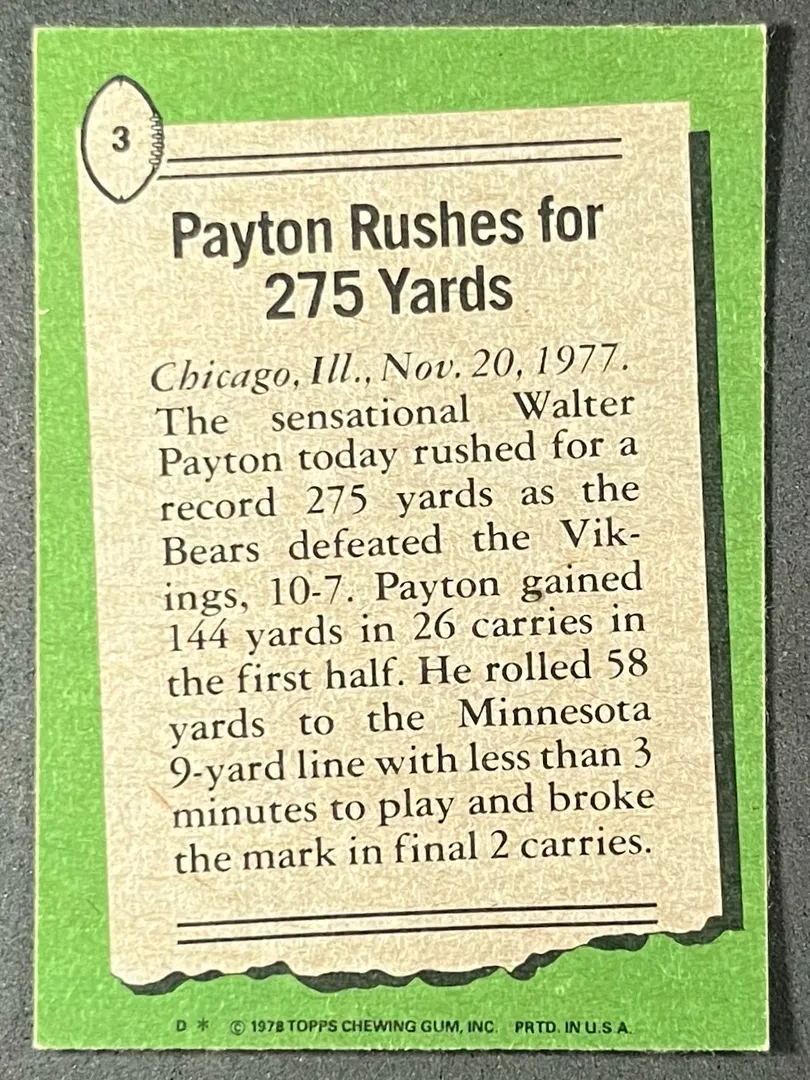 3
Payton Rushes for
275 Yards
Chicago, Ill., Nov. 20, 1977.
The sensational Walter
Payton today rushed for a
record 275 yards as the
Bears defeated the Vik-
ings, 10-7. Payton gained
144 yards in 26 carries in
the first half. He rolled 58
yards to the Minnesota
9-yard line with less than 3
minutes to play and broke
the mark in final 2 carries.
D * © 1978 TOPPS CHEWING GUM, INC. PRTD. IN U.S.A.